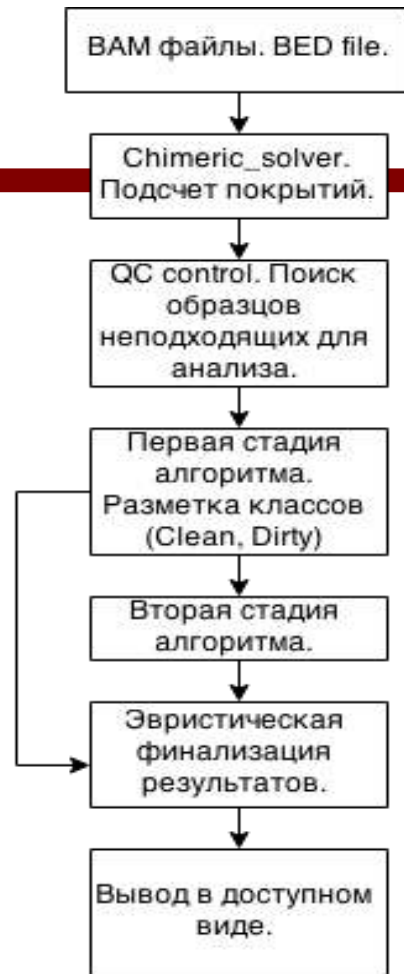 BAM файлы. BED file.
Chimeric_solver.
Подсчет покрытий.
QC control. Поиск
образцов
неподходящих для
анализа.
Первая стадия
алгоритма.
Разметка классов
(Clean, Dirty)
Вторая стадия
алгоритма.
Эвристическая
финализация
результатов.
Вывод в доступном
виде.